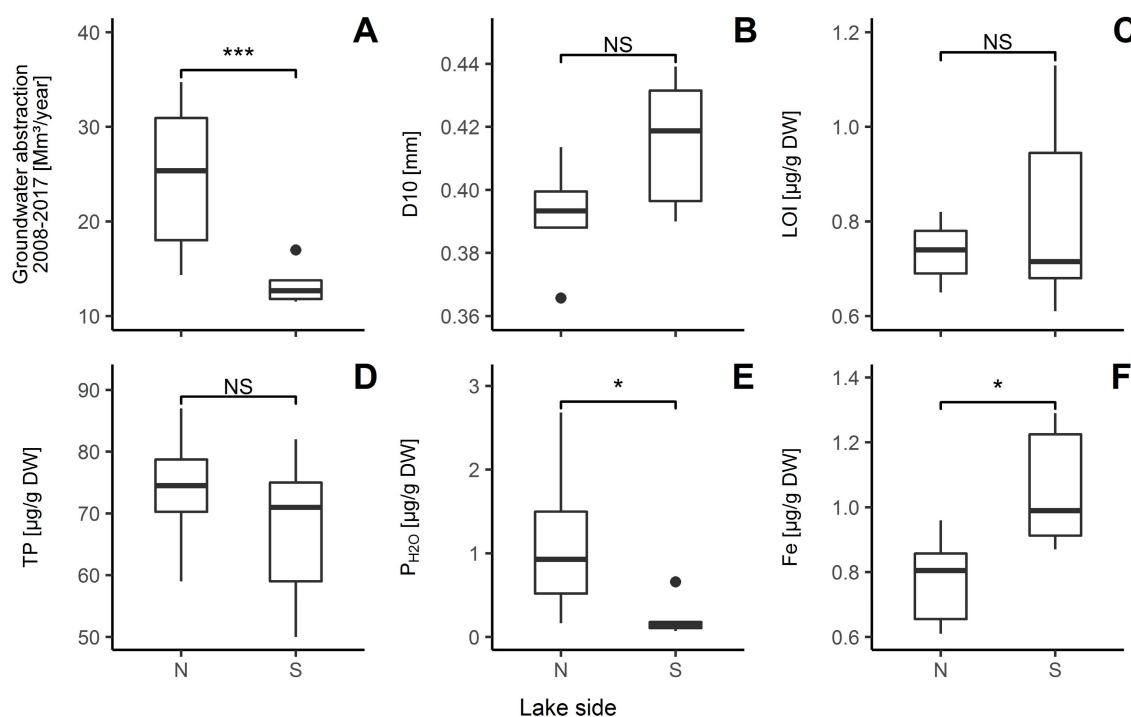 A
***
Groundwater abstraction
2008-2017 [Mm³/year]
40
30
20
10
B
NS
D10 [mm]
0.44
0.42
0.40
0.38
0.36
C
NS
LOI [µg/g DW]
1.2
1.0
0.8
0.6
D
NS
TP [µg/g DW]
90
80
70
60
50
N S
E
*
P_H2O [µg/g DW]
3
2
1
0
N S
F
*
Fe [µg/g DW]
1.4
1.2
1.0
0.8
0.6
N S
Lake side